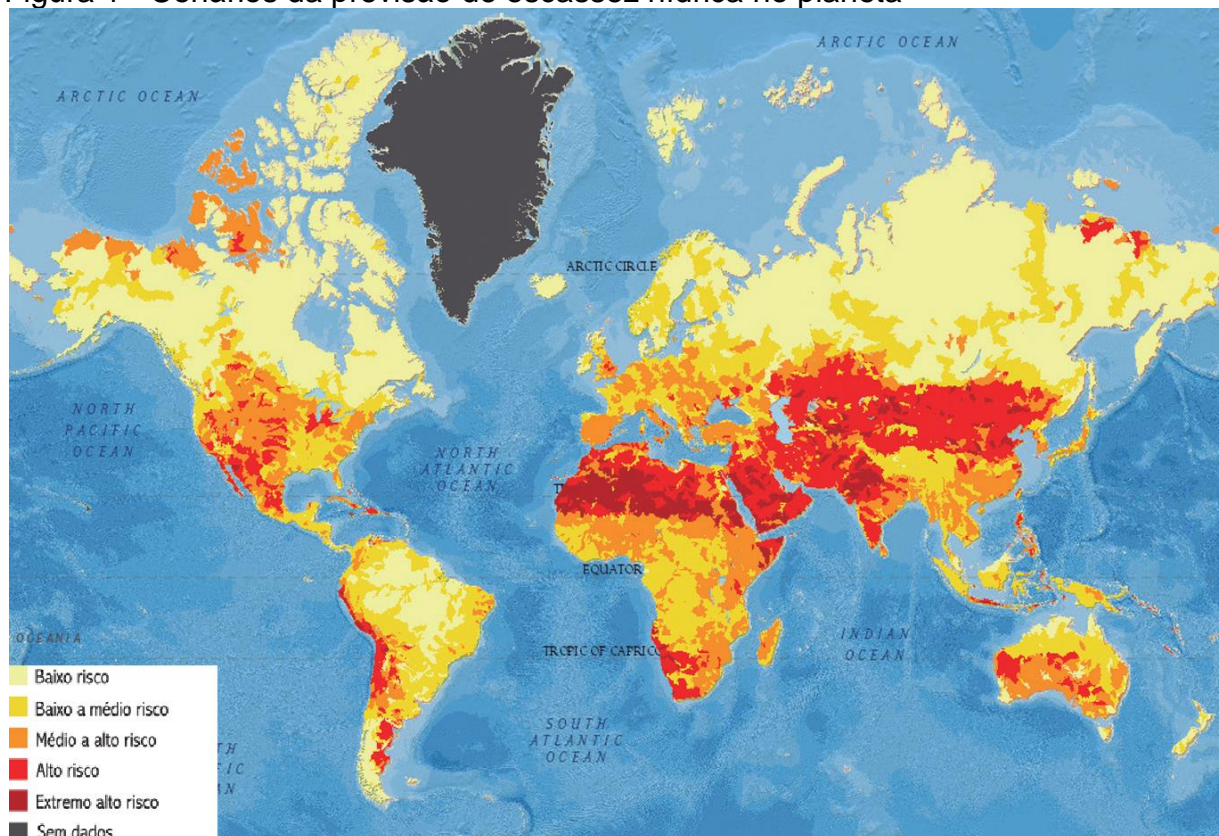 ARCTIC OCEAN
ARCTIC OCEAN
ARCTIC CIRCLE
NORTH
PACIFIC
OCEAN
NORTH
ATLANTIC
OCEAN
EQUATOR
OCEANIA
INDIAN
OCEAN
TROPIC OF CAPRICO
SOUTH
ATLANTIC
OCEAN
Baixo risco
Baixo a médio risco
Médio a alto risco
Alto risco
Extremo alto risco
Sem dados